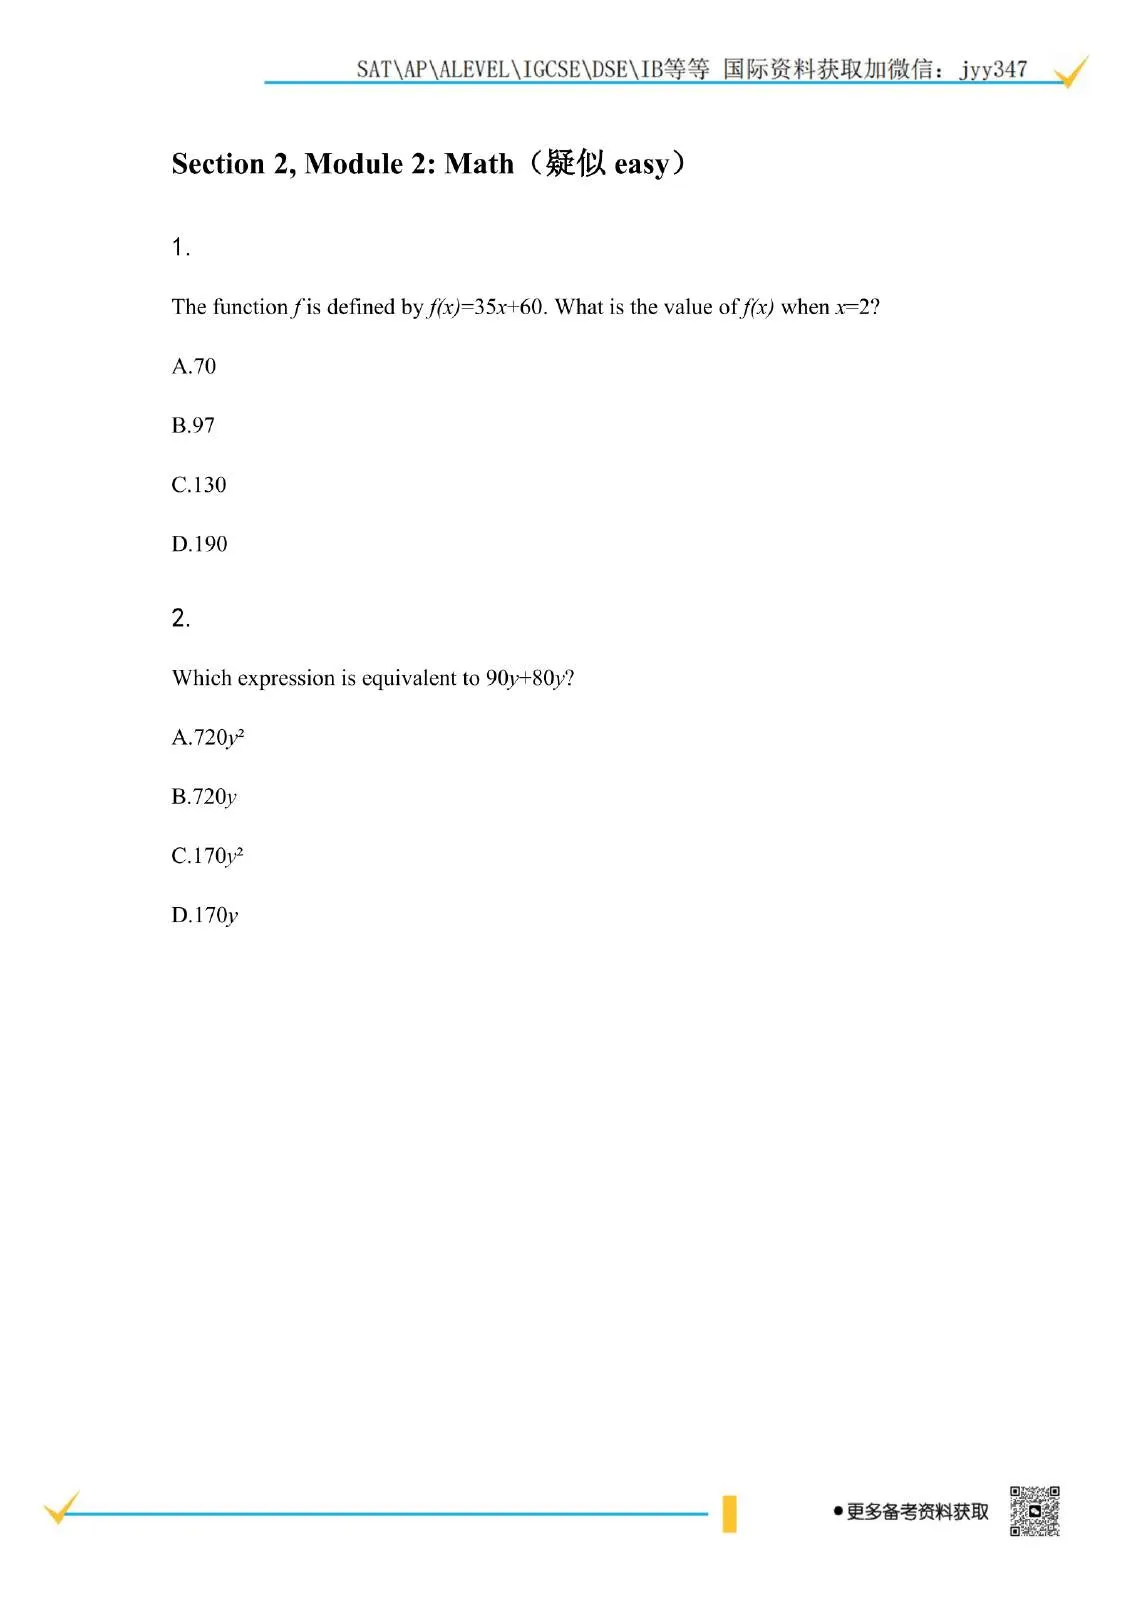 SAT\AP\ALEVEL\IGCSE\DSE\IB等等 国际资料获取加微信：jyy347
Section 2, Module 2: Math（疑似 easy）
1.
The function f is defined by f(x)=35x+60. What is the value of f(x) when x=2?
A.70
B.97
C.130
D.190
2.
Which expression is equivalent to 90y+80y?
A.720y²
B.720y
C.170y²
D.170y
●更多备考资料获取